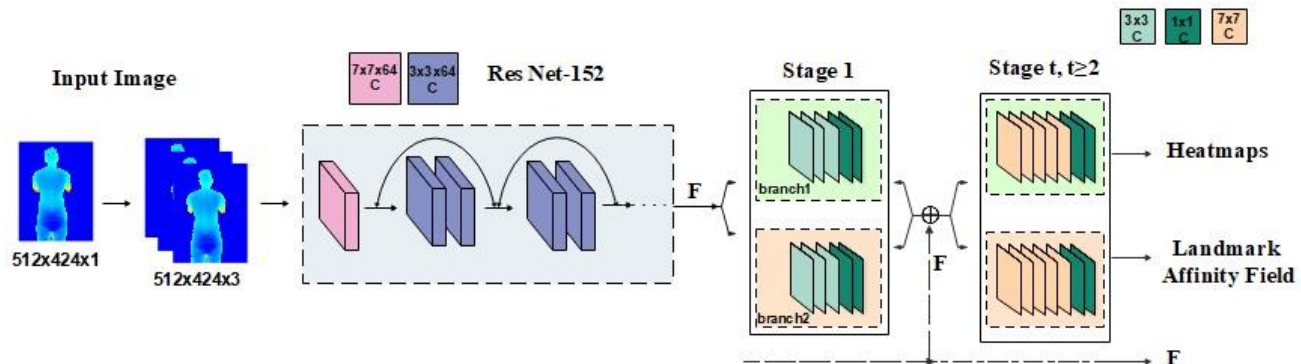 3x3
C
1x1
C
7x7
C
Input Image
7x7x64
C
3x3x64
C
Res Net-152
Stage 1
Stage t, t≥2
512x424x1
512x424x3
F
branch1
branch2
F
Heatmaps
Landmark
Affinity Field
F